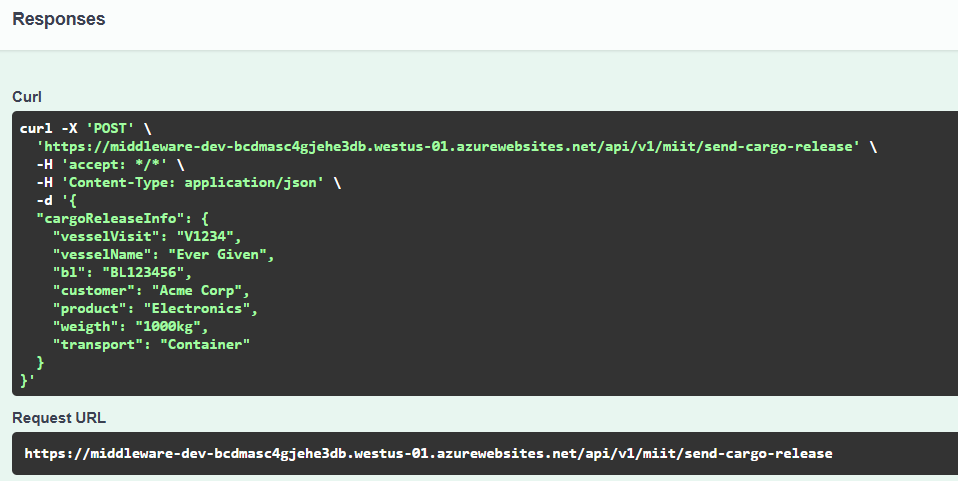 Responses
Curl
curl -X 'POST' \
  'https://middleware-dev-bcdmasc4gjehe3db.westus-01.azurewebsites.net/api/v1/miit/send-cargo-release' \
  -H 'accept: */*' \
  -H 'Content-Type: application/json' \
  -d '{
  "cargoReleaseInfo": {
    "vesselVisit": "V1234",
    "vesselName": "Ever Given",
    "bl": "BL123456",
    "customer": "Acme Corp",
    "product": "Electronics",
    "weigth": "1000kg",
    "transport": "Container"
  }
}'
Request URL
https://middleware-dev-bcdmasc4gjehe3db.westus-01.azurewebsites.net/api/v1/miit/send-cargo-release